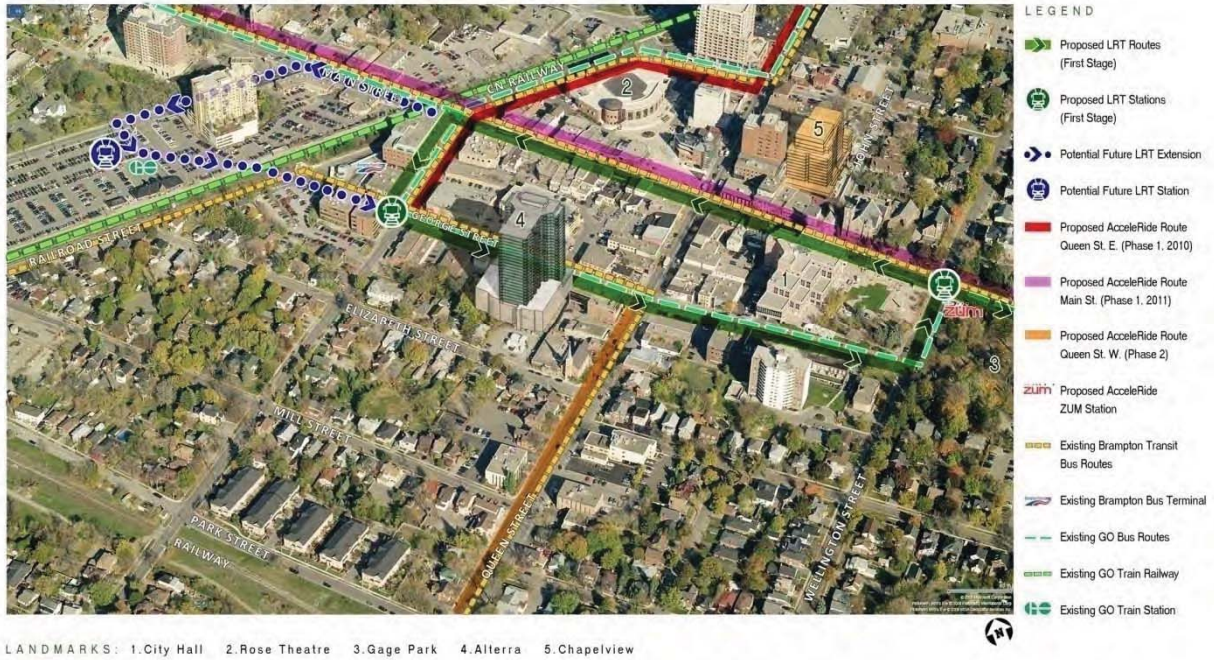 LEGEND
Proposed LRT Routes
(First Stage)
Proposed LRT Stations
(First Stage)
Potential Future LRT Extension
Potential Future LRT Station
Proposed AcceleRide Route
Queen St. E. (Phase 1, 2010)
Proposed AcceleRide Route
Main St. (Phase 1, 2011)
Proposed AcceleRide Route
Queen St. W. (Phase 2)
züm
Proposed AcceleRide
ZUM Station
Existing Brampton Transit
Bus Routes
Existing Brampton Bus Terminal
Existing GO Bus Routes
Existing GO Train Railway
GO
Existing GO Train Station
MAIN STREET
CN RAILWAY
2
5
JOHN STREET
GO
4
GEORGE STREET
RAILROAD STREET
züm
3
ELIZABETH STREET
MILL STREET
PARK STREET
RAILWAY
QUEEN STREET
WELLINGTON STREET
N
LANDMARKS: 1.City Hall 2.Rose Theatre 3.Gage Park 4.Alterra 5.Chapelview